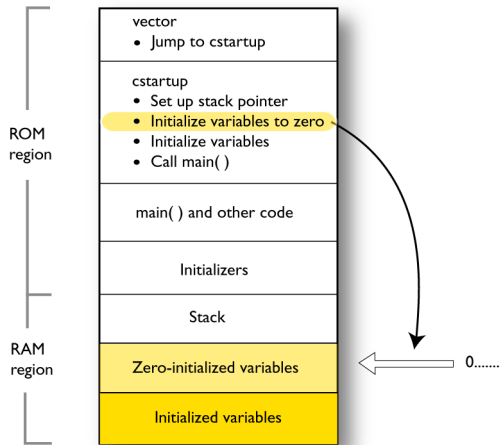 vector
• Jump to cstartup
cstartup
• Set up stack pointer
• Initialize variables to zero
• Initialize variables
• Call main( )
ROM
region
main( ) and other code
Initializers
Stack
RAM
region
Zero-initialized variables
0.......
Initialized variables